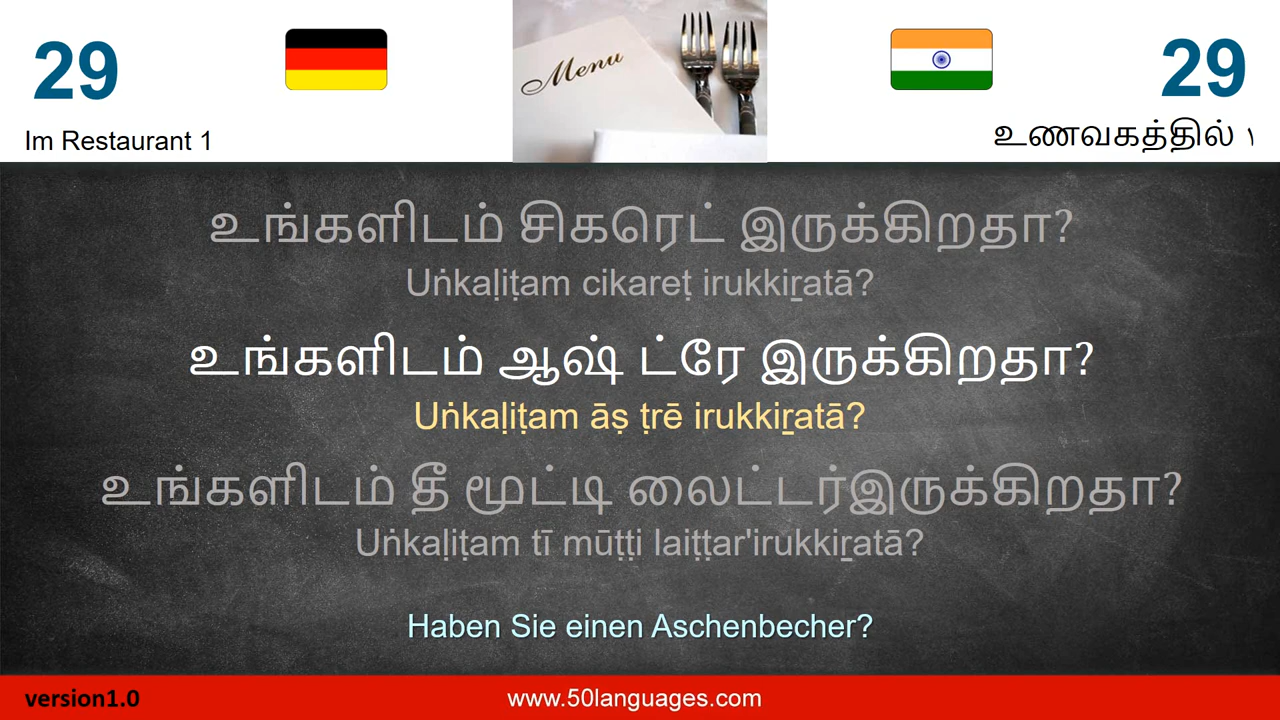 29
29
Im Restaurant 1
Menu
உணவகத்தில் १
உங்களிடம் சிகரெட் இருக்கிறதா?
Uṅkaḷiṭam cikareṭ irukkiṟatā?
உங்களிடம் ஆஷ் ட்ரே இருக்கிறதா?
Uṅkaḷiṭam āṣ ṭrē irukkiṟatā?
உங்களிடம் தீ மூட்டி லைட்டர்இருக்கிறதா?
Uṅkaḷiṭam tī mūṭṭi laiṭṭar'irukkiṟatā?
Haben Sie einen Aschenbecher?
version1.0
www.50languages.com